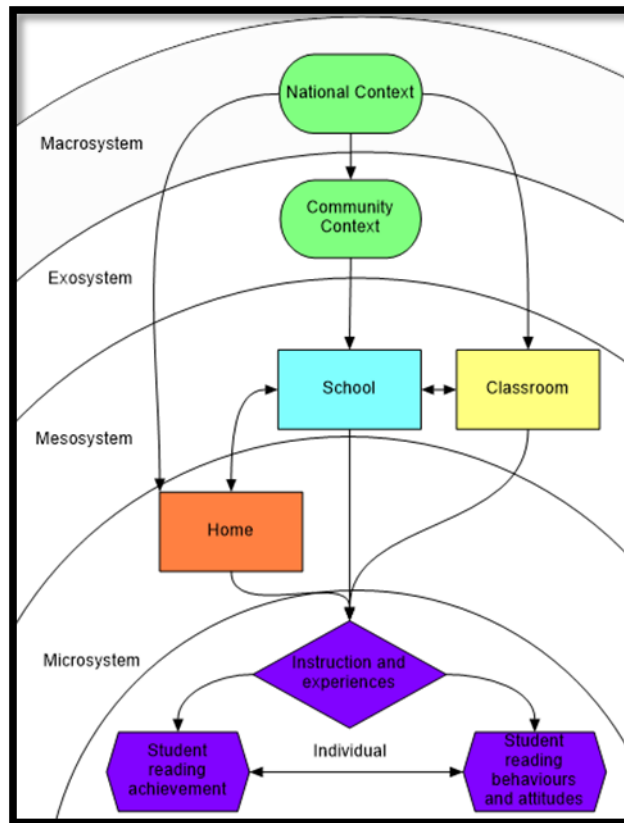 National Context
Macrosystem
Community
Context
Exosystem
School
Classroom
Mesosystem
Home
Microsystem
Instruction and
experiences
Individual
Student
reading
achievement
Student
reading
behaviours
and attitudes